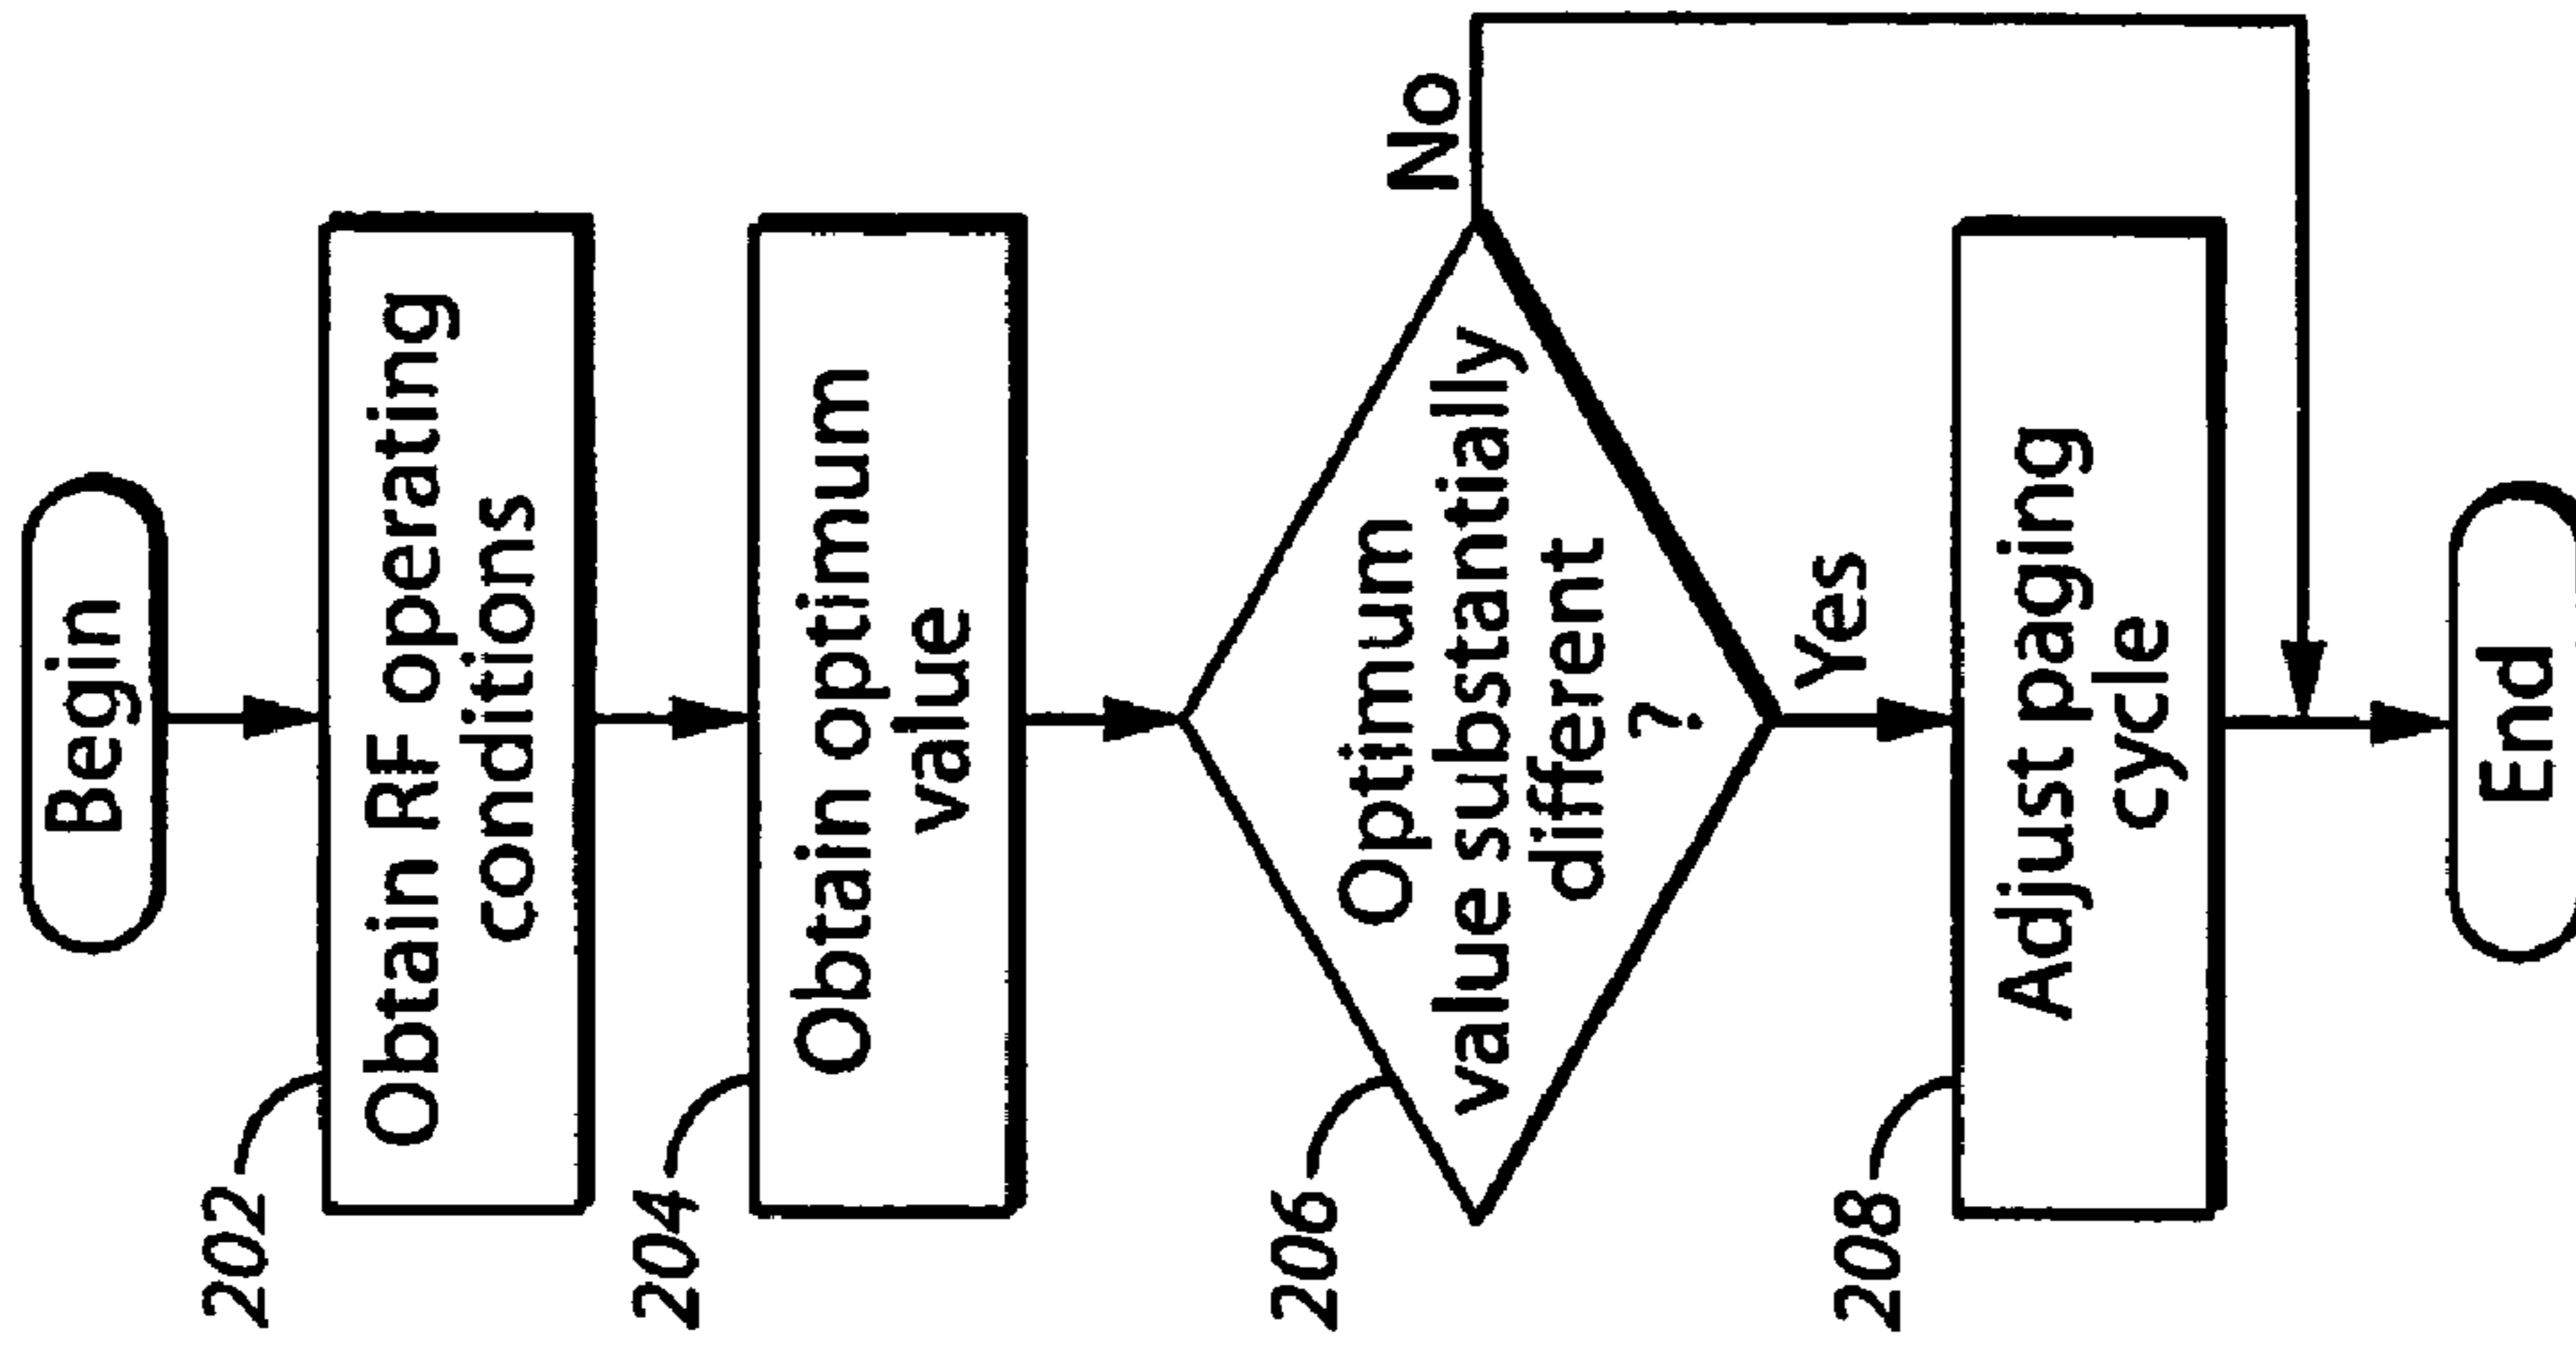 Begin
202
Obtain RF operating
conditions
204
Obtain optimum
value
206
Optimum
value substantially
different
?
No
Yes
208
Adjust paging
cycle
End